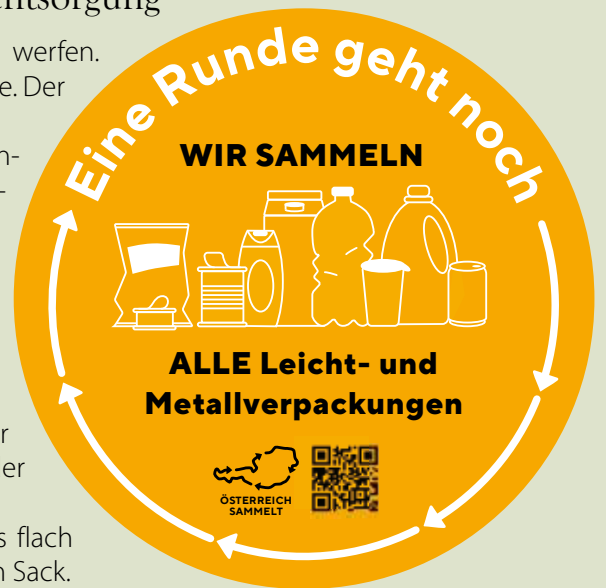 ntsorgung
werfen.
e. Der
n-
-
Eine Runde geht noch
WIR SAMMELN
ALLE Leicht- und
Metallverpackungen
ÖSTERREICH
SAMMELT
r
er
s flach
n Sack.